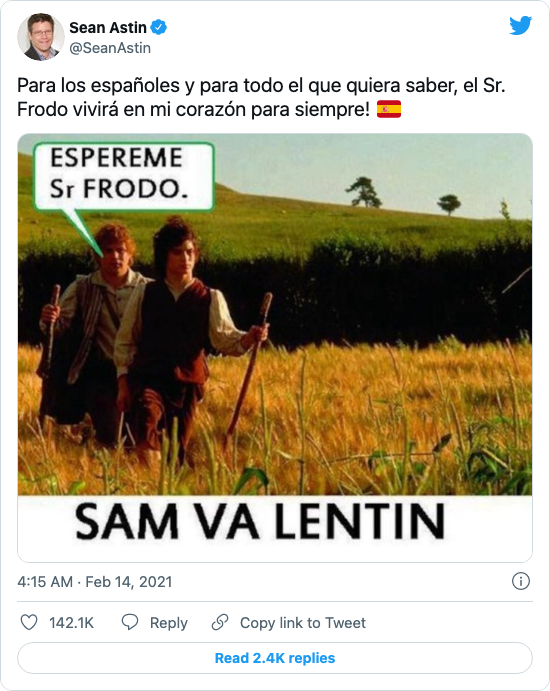 Sean Astin
@SeanAstin
Para los españoles y para todo el que quiera saber, el Sr.
Frodo vivirá en mi corazón para siempre! 🇪🇸
ESPEREME
Sr FRODO.
SAM VA LENTIN
4:15 AM · Feb 14, 2021
142.1K Reply Copy link to Tweet
Read 2.4K replies